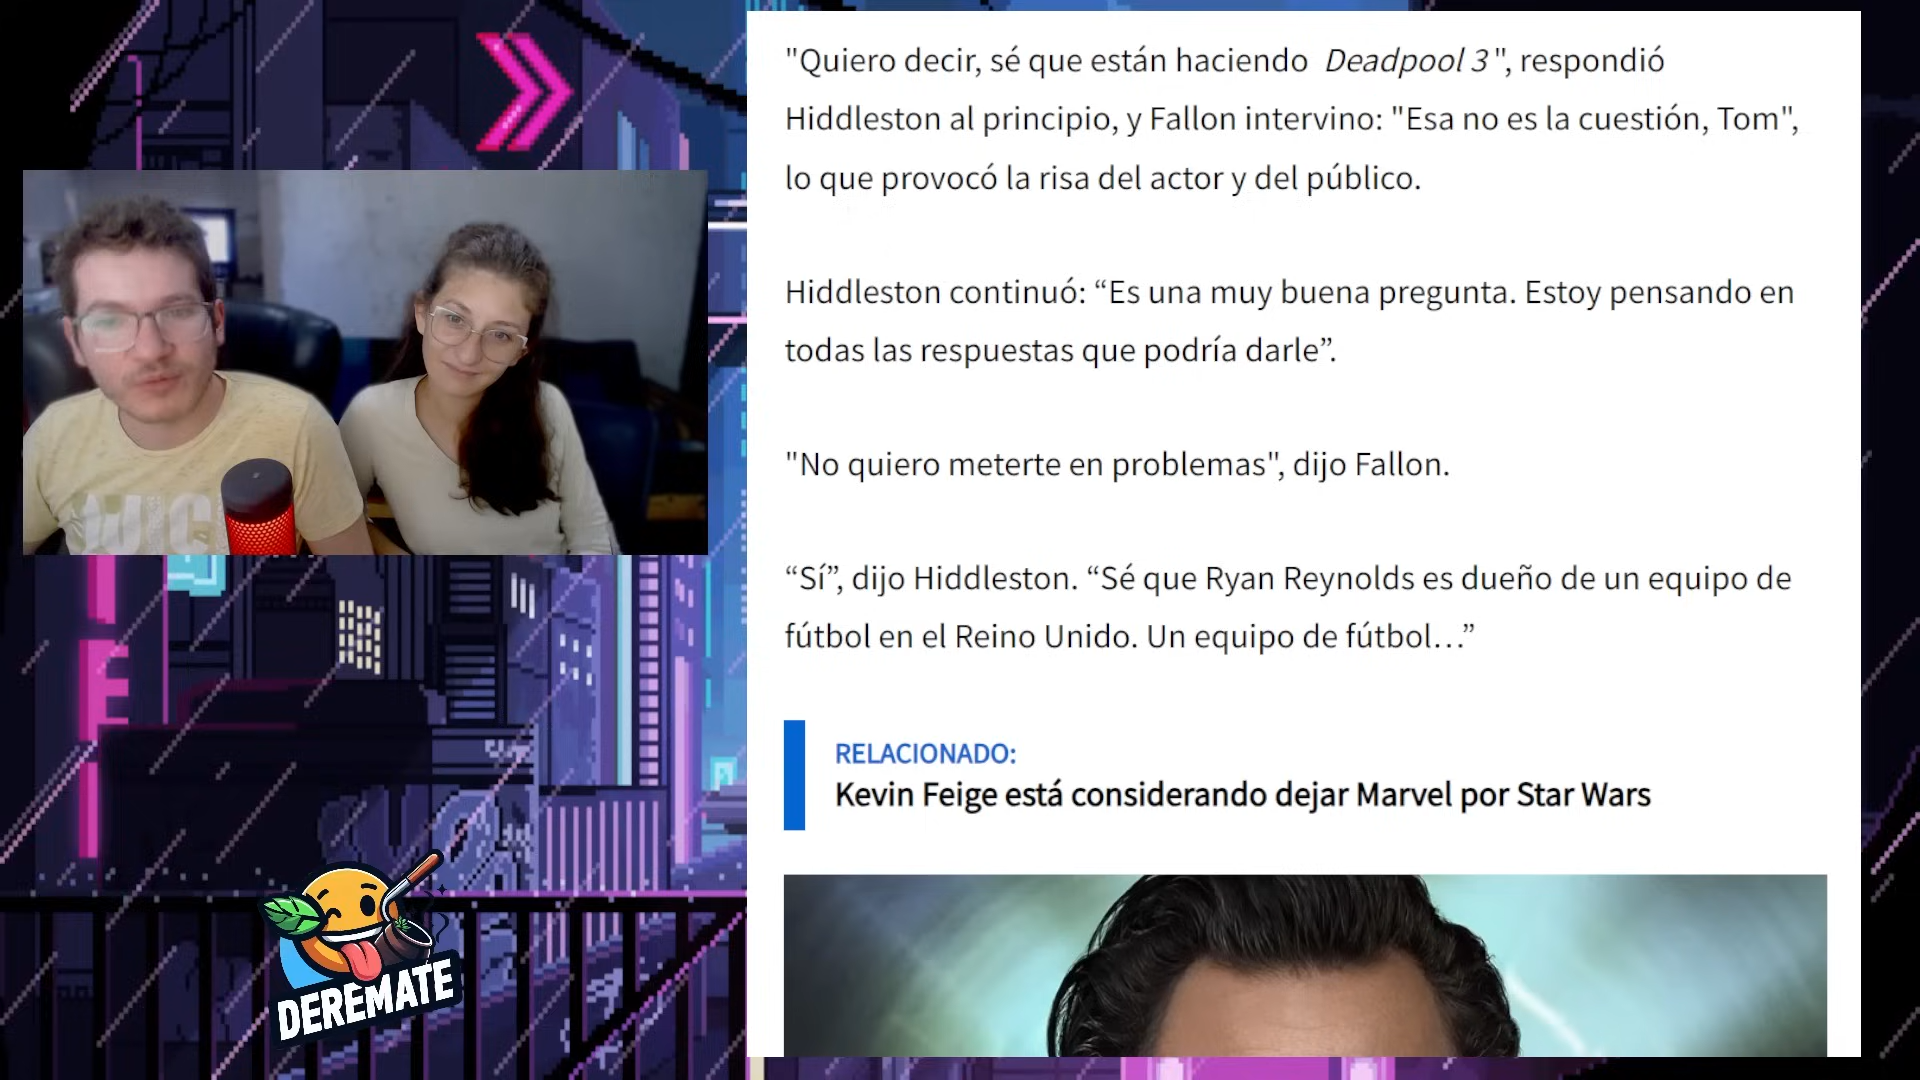 "Quiero decir, sé que están haciendo Deadpool 3", respondió
Hiddleston al principio, y Fallon intervino: "Esa no es la cuestión, Tom",
lo que provocó la risa del actor y del público.
Hiddleston continuó: “Es una muy buena pregunta. Estoy pensando en
todas las respuestas que podría darle”.
"No quiero meterte en problemas", dijo Fallon.
“Sí”, dijo Hiddleston. “Sé que Ryan Reynolds es dueño de un equipo de
fútbol en el Reino Unido. Un equipo de fútbol…”
RELACIONADO:
Kevin Feige está considerando dejar Marvel por Star Wars
DEREMATE